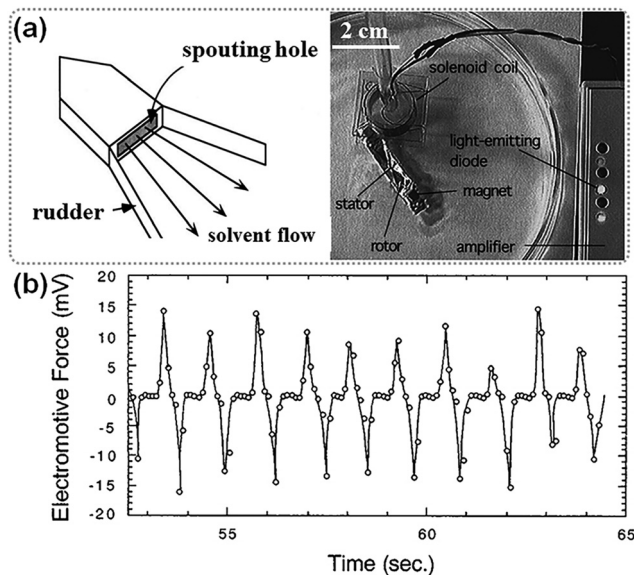 (a)
spouting hole
rudder
solvent flow
2 cm
solenoid coil
light-emitting
diode
stator
magnet
rotor
amplifier
(b)
Electromotive Force (mV)
20
15
10
5
0
-5
-10
-15
-20
55
60
65
Time (sec.)